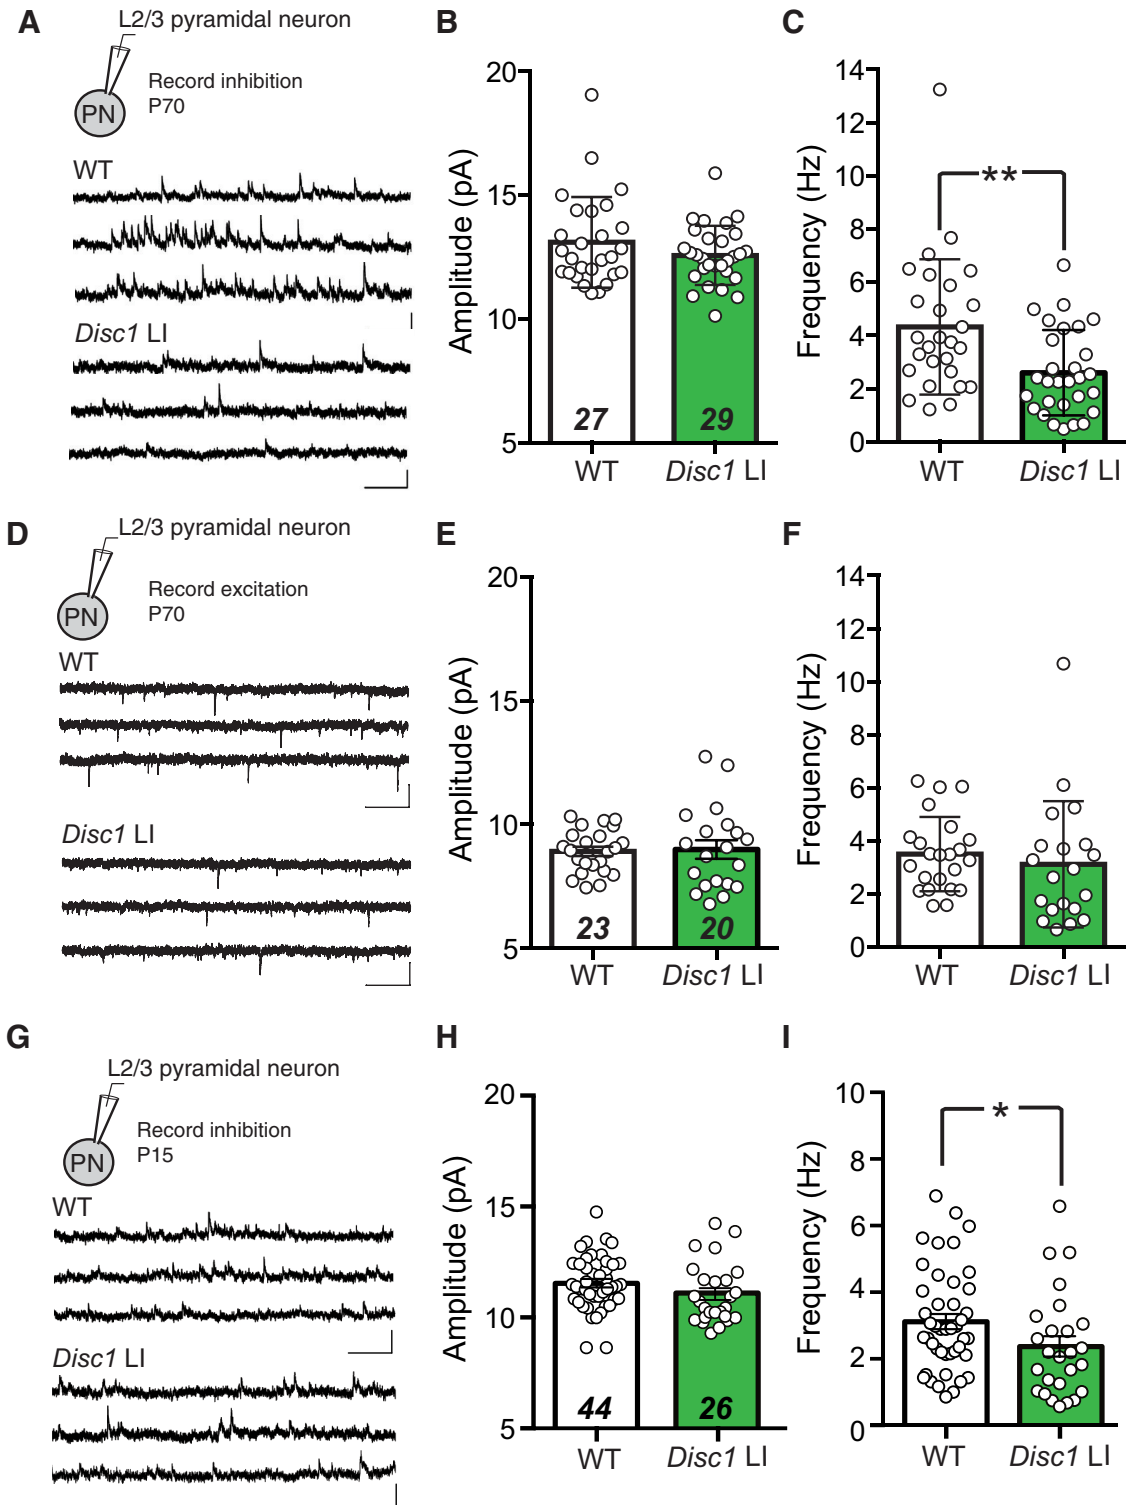 A
L2/3 pyramidal neuron
Record inhibition
P70
PN
WT
Disc1 LI
B
Amplitude (pA)
20
15
10
5
27
29
WT
Disc1 LI
C
Frequency (Hz)
14
12
10
8
6
4
2
0
**
WT
Disc1 LI
D
L2/3 pyramidal neuron
Record excitation
P70
PN
WT
Disc1 LI
E
Amplitude (pA)
20
15
10
5
23
20
WT
Disc1 LI
F
Frequency (Hz)
14
12
10
8
6
4
2
0
WT
Disc1 LI
G
L2/3 pyramidal neuron
Record inhibition
P15
PN
WT
Disc1 LI
H
Amplitude (pA)
20
15
10
5
44
26
WT
Disc1 LI
I
Frequency (Hz)
10
8
6
4
2
0
*
WT
Disc1 LI